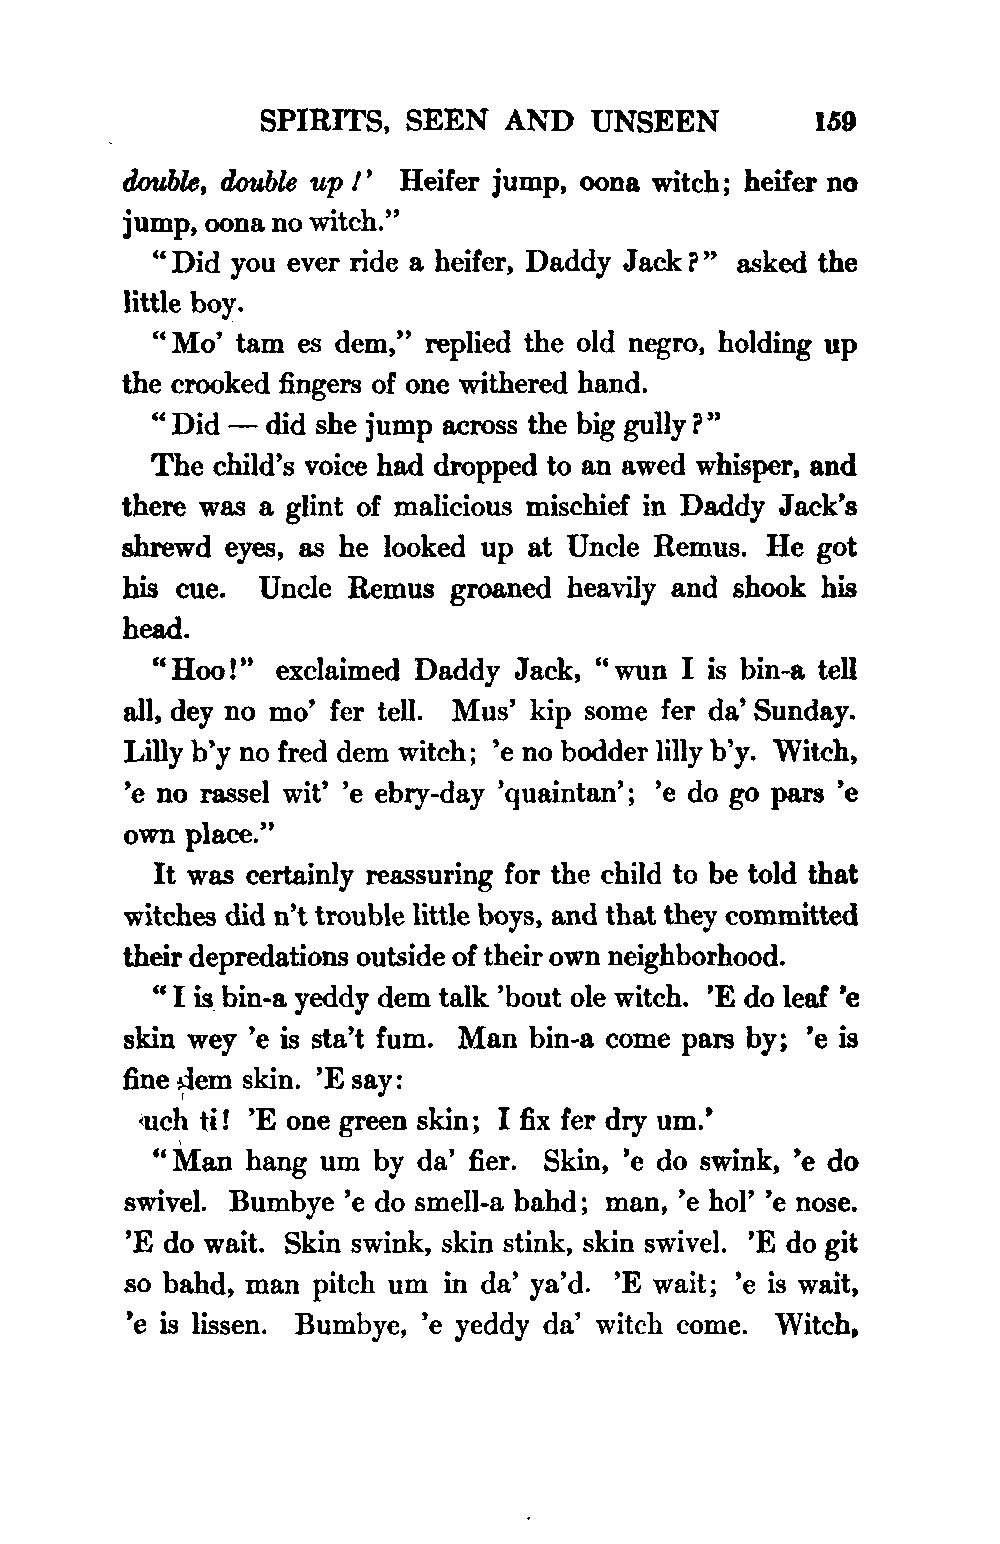 SPIRITS, SEEN AND UNSEEN 159
double, double up!' Heifer jump, oona witch; heifer no
jump, oona no witch."
"Did you ever ride a heifer, Daddy Jack?" asked the
little boy.
"Mo' tam es dem," replied the old negro, holding up
the crooked fingers of one withered hand.
"Did — did she jump across the big gully?"
The child's voice had dropped to an awed whisper, and
there was a glint of malicious mischief in Daddy Jack's
shrewd eyes, as he looked up at Uncle Remus. He got
his cue. Uncle Remus groaned heavily and shook his
head.
"Hoo!" exclaimed Daddy Jack, "wun I is bin-a tell
all, dey no mo' fer tell. Mus' kip some fer da' Sunday.
Lilly b'y no fred dem witch; 'e no bodder lilly b'y. Witch,
'e no rassel wit' 'e ebry-day 'quaintan'; 'e do go pars 'e
own place."
It was certainly reassuring for the child to be told that
witches did n't trouble little boys, and that they committed
their depredations outside of their own neighborhood.
"I is bin-a yeddy dem talk 'bout ole witch. 'E do leaf 'e
skin wey 'e is sta't fum. Man bin-a come pars by; 'e is
fine dem skin. 'E say:
uch ti! 'E one green skin; I fix fer dry um.'
"Man hang um by da' fier. Skin, 'e do swink, 'e do
swivel. Bumbye 'e do smell-a bahd; man, 'e hol' 'e nose.
'E do wait. Skin swink, skin stink, skin swivel. 'E do git
so bahd, man pitch um in da' ya'd. 'E wait; 'e is wait,
'e is lissen. Bumbye, 'e yeddy da' witch come. Witch,